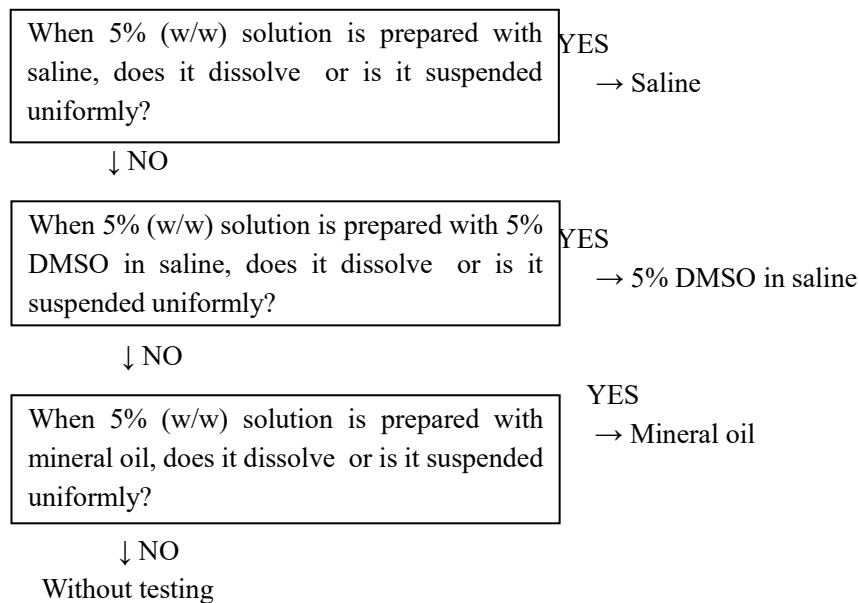 When 5% (w/w) solution is prepared with
saline, does it dissolve or is it suspended
uniformly?
YES
→ Saline
↓ NO
When 5% (w/w) solution is prepared with 5%
DMSO in saline, does it dissolve or is it
suspended uniformly?
YES
→ 5% DMSO in saline
↓ NO
When 5% (w/w) solution is prepared with
mineral oil, does it dissolve or is it suspended
uniformly?
YES
→ Mineral oil
↓ NO
Without testing